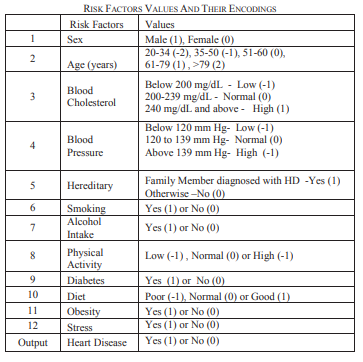 RISK FACTORS VALUES AND THEIR ENCODINGS
Risk Factors Values
1 Sex Male (1), Female (0)
2 Age (years) 20-34 (-2), 35-50 (-1), 51-60 (0),
61-79 (1) , >79 (2)
3 Blood Cholesterol Below 200 mg/dL - Low (-1)
200-239 mg/dL - Normal (0)
240 mg/dL and above - High (1)
4 Blood Pressure Below 120 mm Hg- Low (-1)
120 to 139 mm Hg- Normal (0)
Above 139 mm Hg- High (-1)
5 Hereditary Family Member diagnosed with HD -Yes (1)
Otherwise –No (0)
6 Smoking Yes (1) or No (0)
7 Alcohol Intake Yes (1) or No (0)
8 Physical Activity Low (-1) , Normal (0) or High (-1)
9 Diabetes Yes (1) or No (0)
10 Diet Poor (-1), Normal (0) or Good (1)
11 Obesity Yes (1) or No (0)
12 Stress Yes (1) or No (0)
Output Heart Disease Yes (1) or No (0)